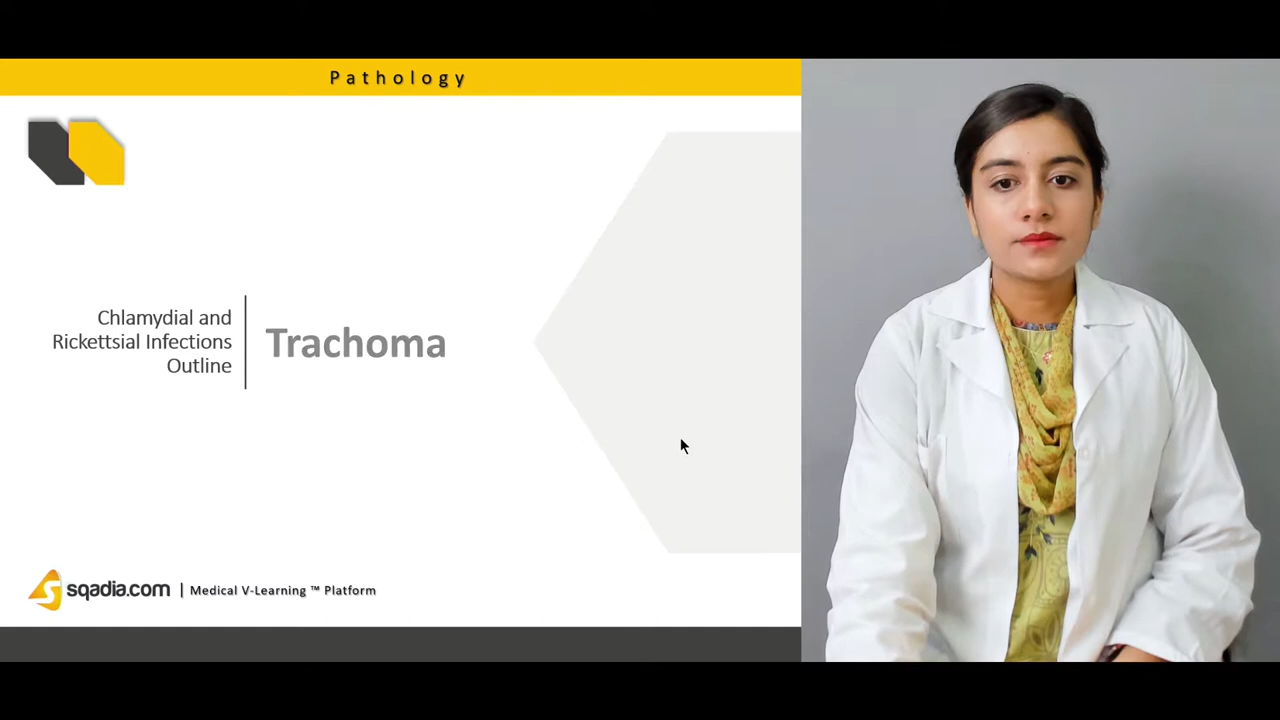 Pathology
Chlamydial and
Rickettsial Infections
Outline
Trachoma
sqadia.com | Medical V-Learning ™ Platform